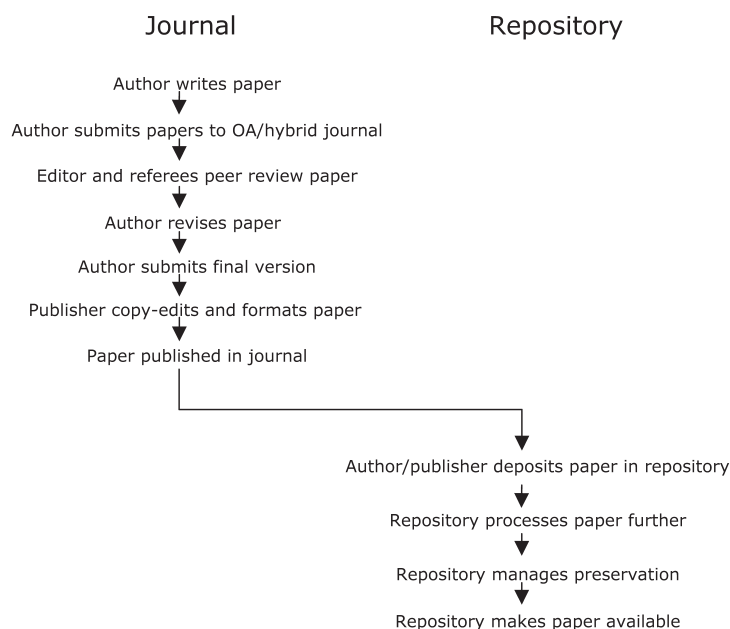 Journal
Repository
Author writes paper
Author submits papers to OA/hybrid journal
Editor and referees peer review paper
Author revises paper
Author submits final version
Publisher copy-edits and formats paper
Paper published in journal
Author/publisher deposits paper in repository
Repository processes paper further
Repository manages preservation
Repository makes paper available